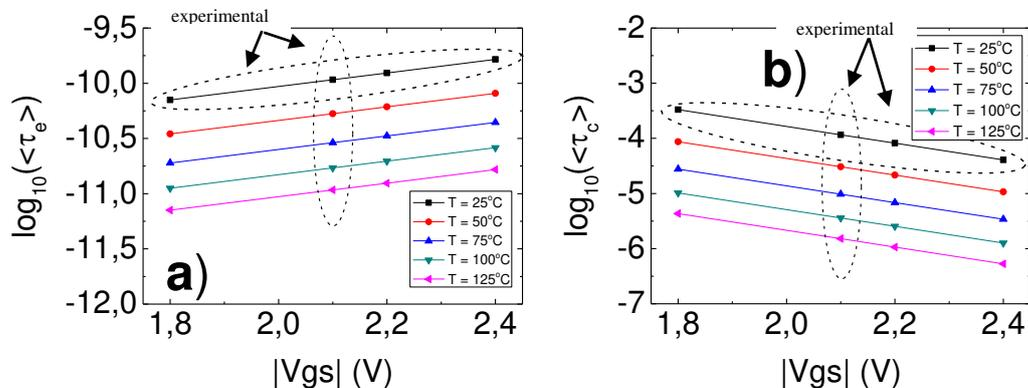 experimental
-9,5
-10,0
-10,5
-11,0
-11,5
-12,0
log10(<τe>)
T = 25°C
T = 50°C
T = 75°C
T = 100°C
T = 125°C
a)
1,8
2,0
2,2
2,4
|Vgs| (V)
experimental
-2
-3
-4
-5
-6
-7
log10(<τc>)
b)
T = 25°C
T = 50°C
T = 75°C
T = 100°C
T = 125°C
1,8
2,0
2,2
2,4
|Vgs| (V)